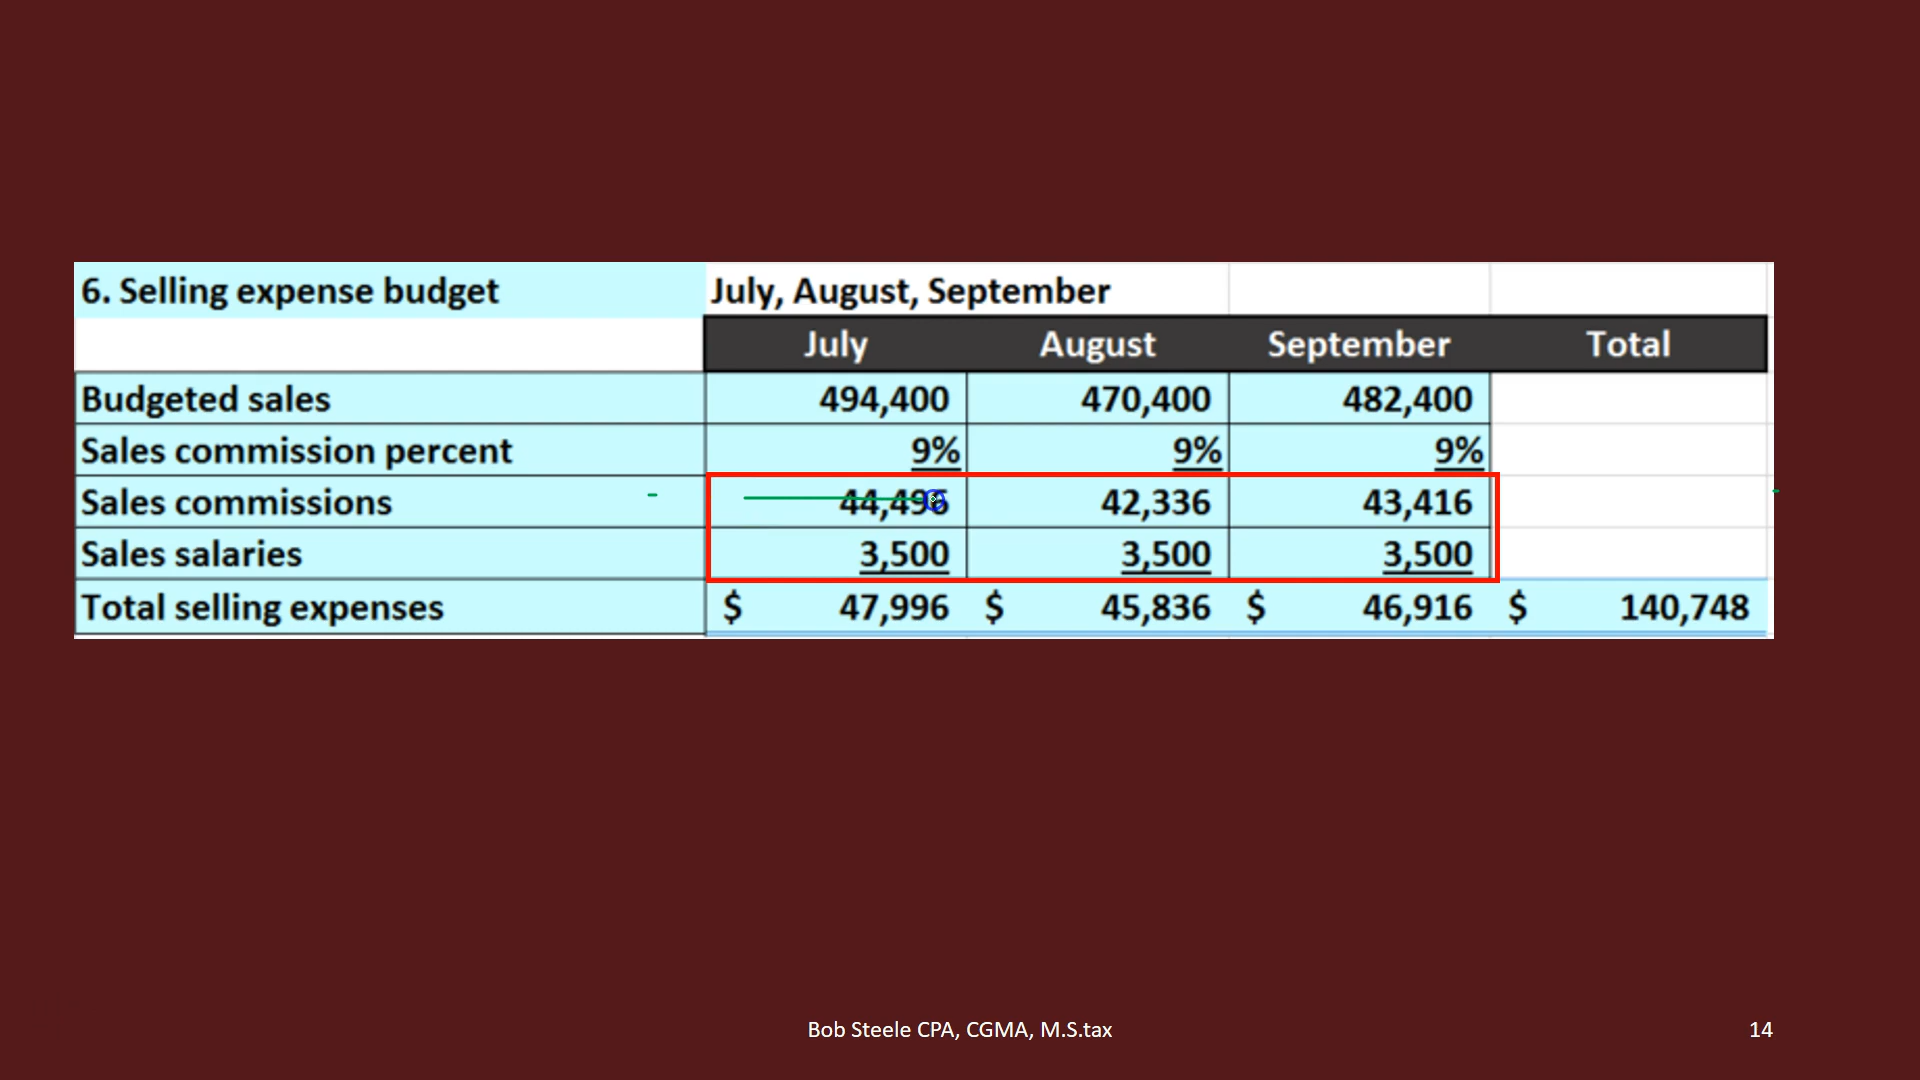 6. Selling expense budget July, August, September
July August September Total
Budgeted sales 494,400 470,400 482,400
Sales commission percent 9% 9% 9%
Sales commissions 44,496 42,336 43,416
Sales salaries 3,500 3,500 3,500
Total selling expenses $ 47,996 $ 45,836 $ 46,916 $ 140,748
Bob Steele CPA, CGMA, M.S.tax 14